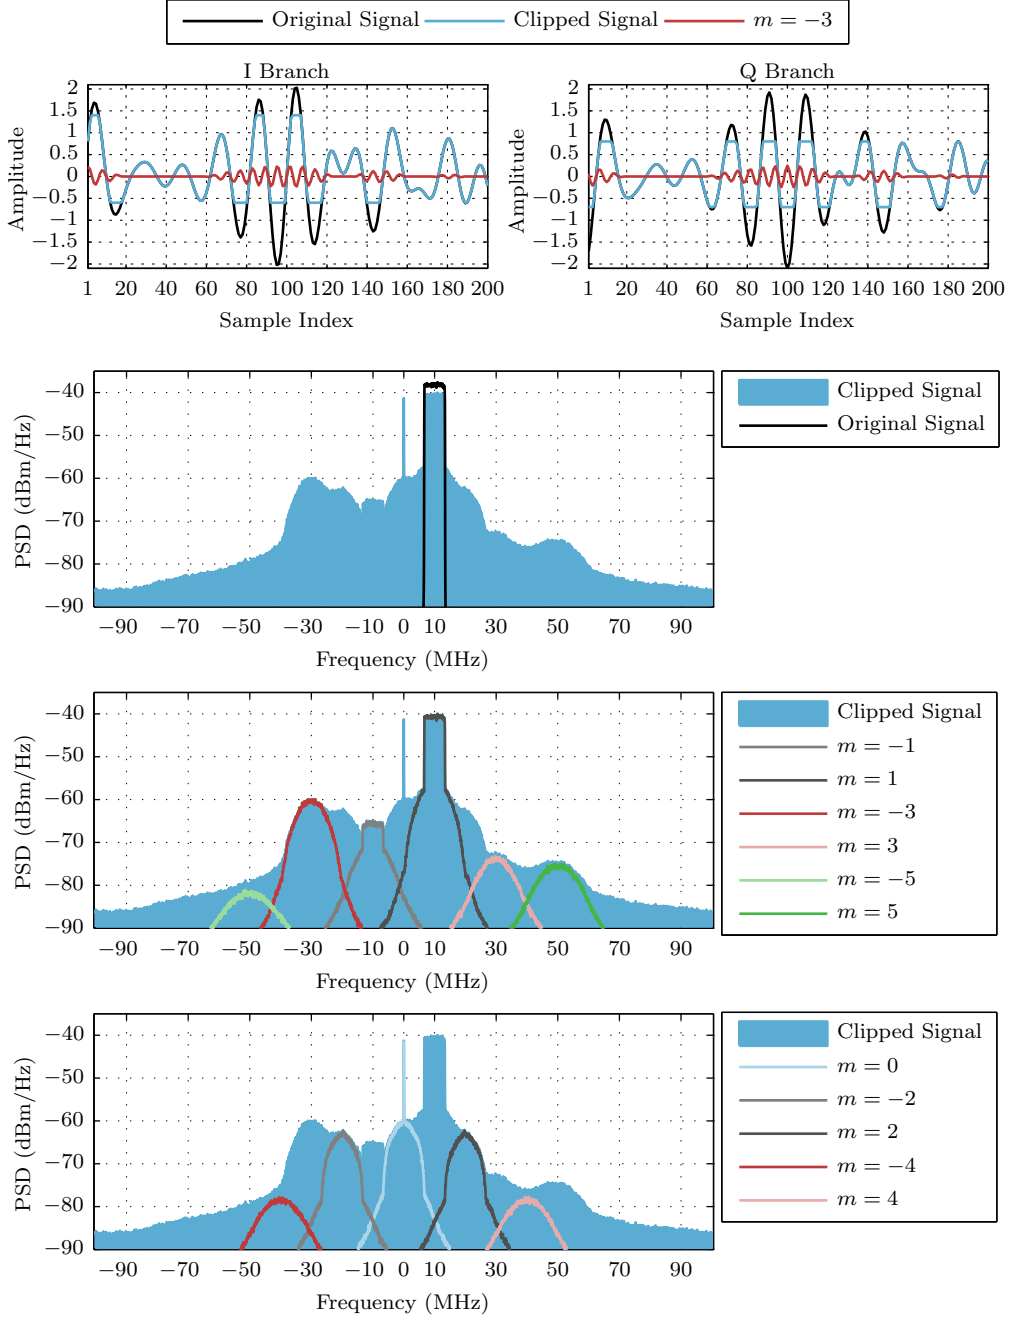 Original Signal Clipped Signal m = −3
I Branch Q Branch
2 1.5 1 0.5 0 −0.5 −1 −1.5 −2
Amplitude
1 20 40 60 80 100 120 140 160 180 200
Sample Index
2 1.5 1 0.5 0 −0.5 −1 −1.5 −2
Amplitude
1 20 40 60 80 100 120 140 160 180 200
Sample Index
−40 −50 −60 −70 −80 −90
PSD (dBm/Hz)
−90 −70 −50 −30 −10 0 10 30 50 70 90
Frequency (MHz)
Clipped Signal
Original Signal
−40 −50 −60 −70 −80 −90
PSD (dBm/Hz)
−90 −70 −50 −30 −10 0 10 30 50 70 90
Frequency (MHz)
Clipped Signal
m = −1
m = 1
m = −3
m = 3
m = −5
m = 5
−40 −50 −60 −70 −80 −90
PSD (dBm/Hz)
−90 −70 −50 −30 −10 0 10 30 50 70 90
Frequency (MHz)
Clipped Signal
m = 0
m = −2
m = 2
m = −4
m = 4